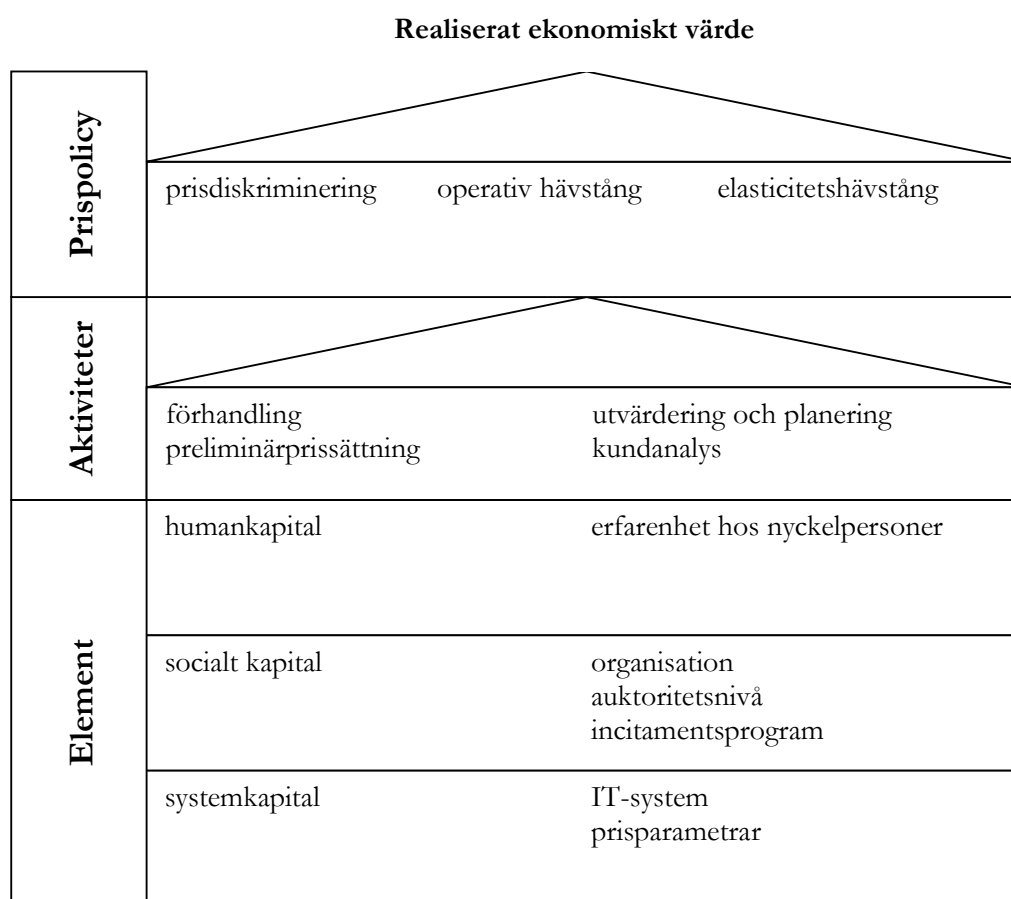 Realiserat ekonomiskt värde
Prispolicy
prisdiskriminering operativ hävstång elasticitetshävstång
Aktiviteter
förhandling utvärdering och planering
preliminärprissättning kundanalys
Element
humankapital erfarenhet hos nyckelpersoner
socialt kapital organisation
auktoritetsnivå
incitamentsprogram
systemkapital IT-system
prisparametrar